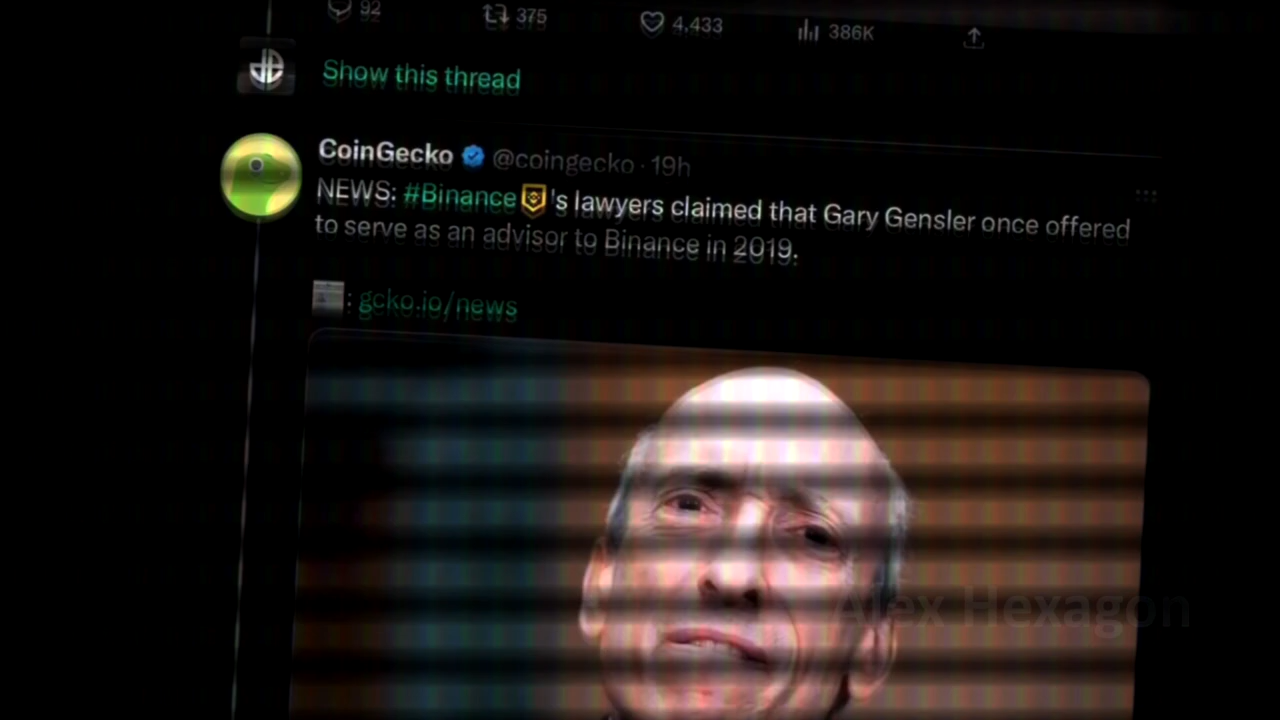 92 375 4,433 386K
Show this thread
CoinGecko @coingecko · 19h
NEWS: #Binance 's lawyers claimed that Gary Gensler once offered
to serve as an advisor to Binance in 2019.
: gcko.io/news
Alex Hexagon